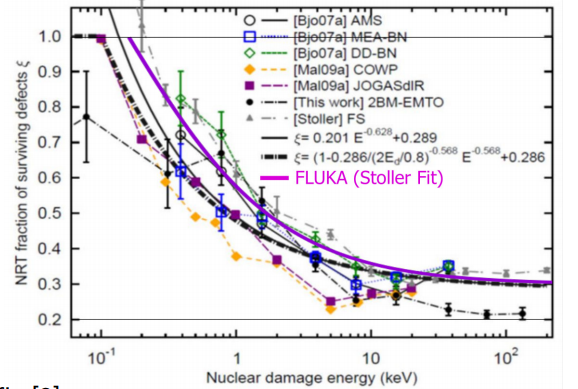 [Bjo07a] AMS
[Bjo07a] MEA-BN
[Bjo07a] DD-BN
[Mal09a] COWP
[Mal09a] JOGASdIR
[This work] 2BM-EMTO
[Stoller] FS
ξ= 0.201 E^-0.628+0.289
ξ= (1-0.286/(2E_d/0.8)^-0.568 E^-0.568+0.286
FLUKA (Stoller Fit)
NRT fraction of surviving defects ξ
1.0
0.9
0.8
0.7
0.6
0.5
0.4
0.3
0.2
10^-1
1
10
10^2
Nuclear damage energy (keV)